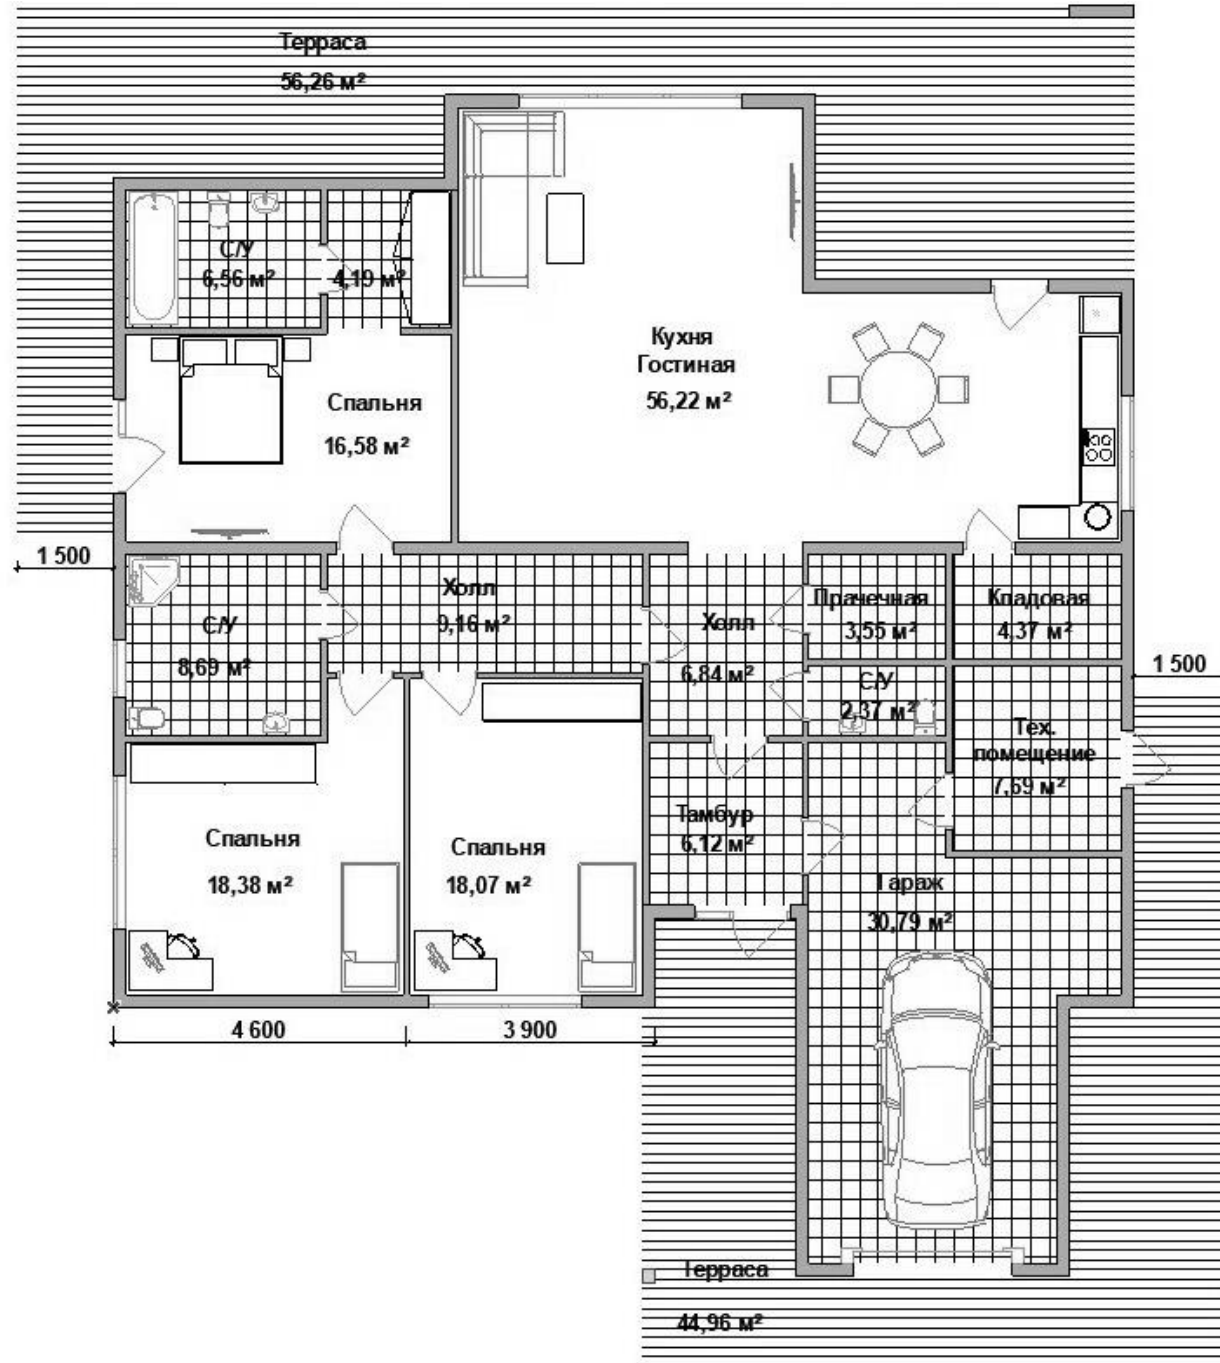 Терраса
56,26 м²
С/У
6,56 м²
4,19 м²
Кухня
Гостиная
56,22 м²
Спальня
16,58 м²
1 500
Холл
9,16 м²
С/У
8,69 м²
Холл
6,84 м²
Прачечная
3,55 м²
Кладовая
4,37 м²
1 500
С/У
2,37 м²
Тех.
помещение
7,69 м²
Тамбур
6,12 м²
Спальня
18,38 м²
Спальня
18,07 м²
Гараж
30,79 м²
4 600
3 900
Терраса
44,96 м²